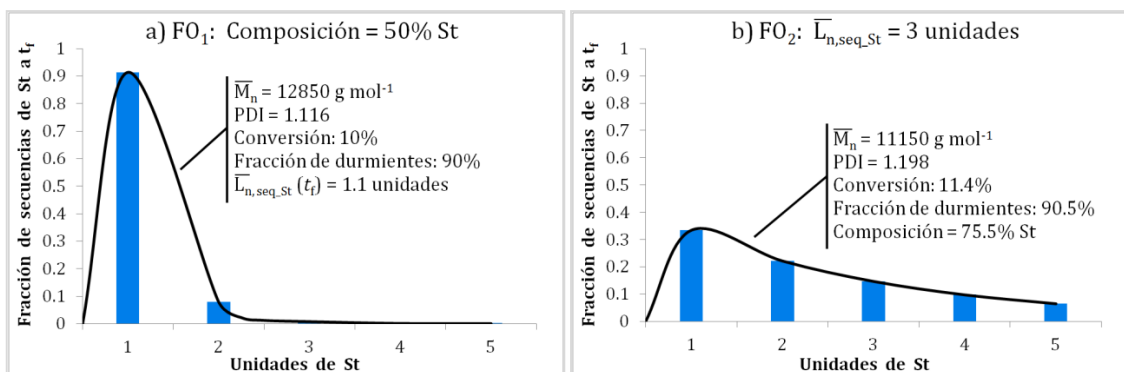 a) FO₁: Composición = 50% St
Fracción de secuencias de St a tf
1
0.9
0.8
0.7
0.6
0.5
0.4
0.3
0.2
0.1
0
M̅n = 12850 g mol⁻¹
PDI = 1.116
Conversión: 10%
Fracción de durmientes: 90%
L̅n,seq_St (tf) = 1.1 unidades
1 2 3 4 5
Unidades de St
b) FO₂: L̅n,seq_St = 3 unidades
Fracción de secuencias de St a tf
1
0.9
0.8
0.7
0.6
0.5
0.4
0.3
0.2
0.1
0
M̅n = 11150 g mol⁻¹
PDI = 1.198
Conversión: 11.4%
Fracción de durmientes: 90.5%
Composición = 75.5% St
1 2 3 4 5
Unidades de St